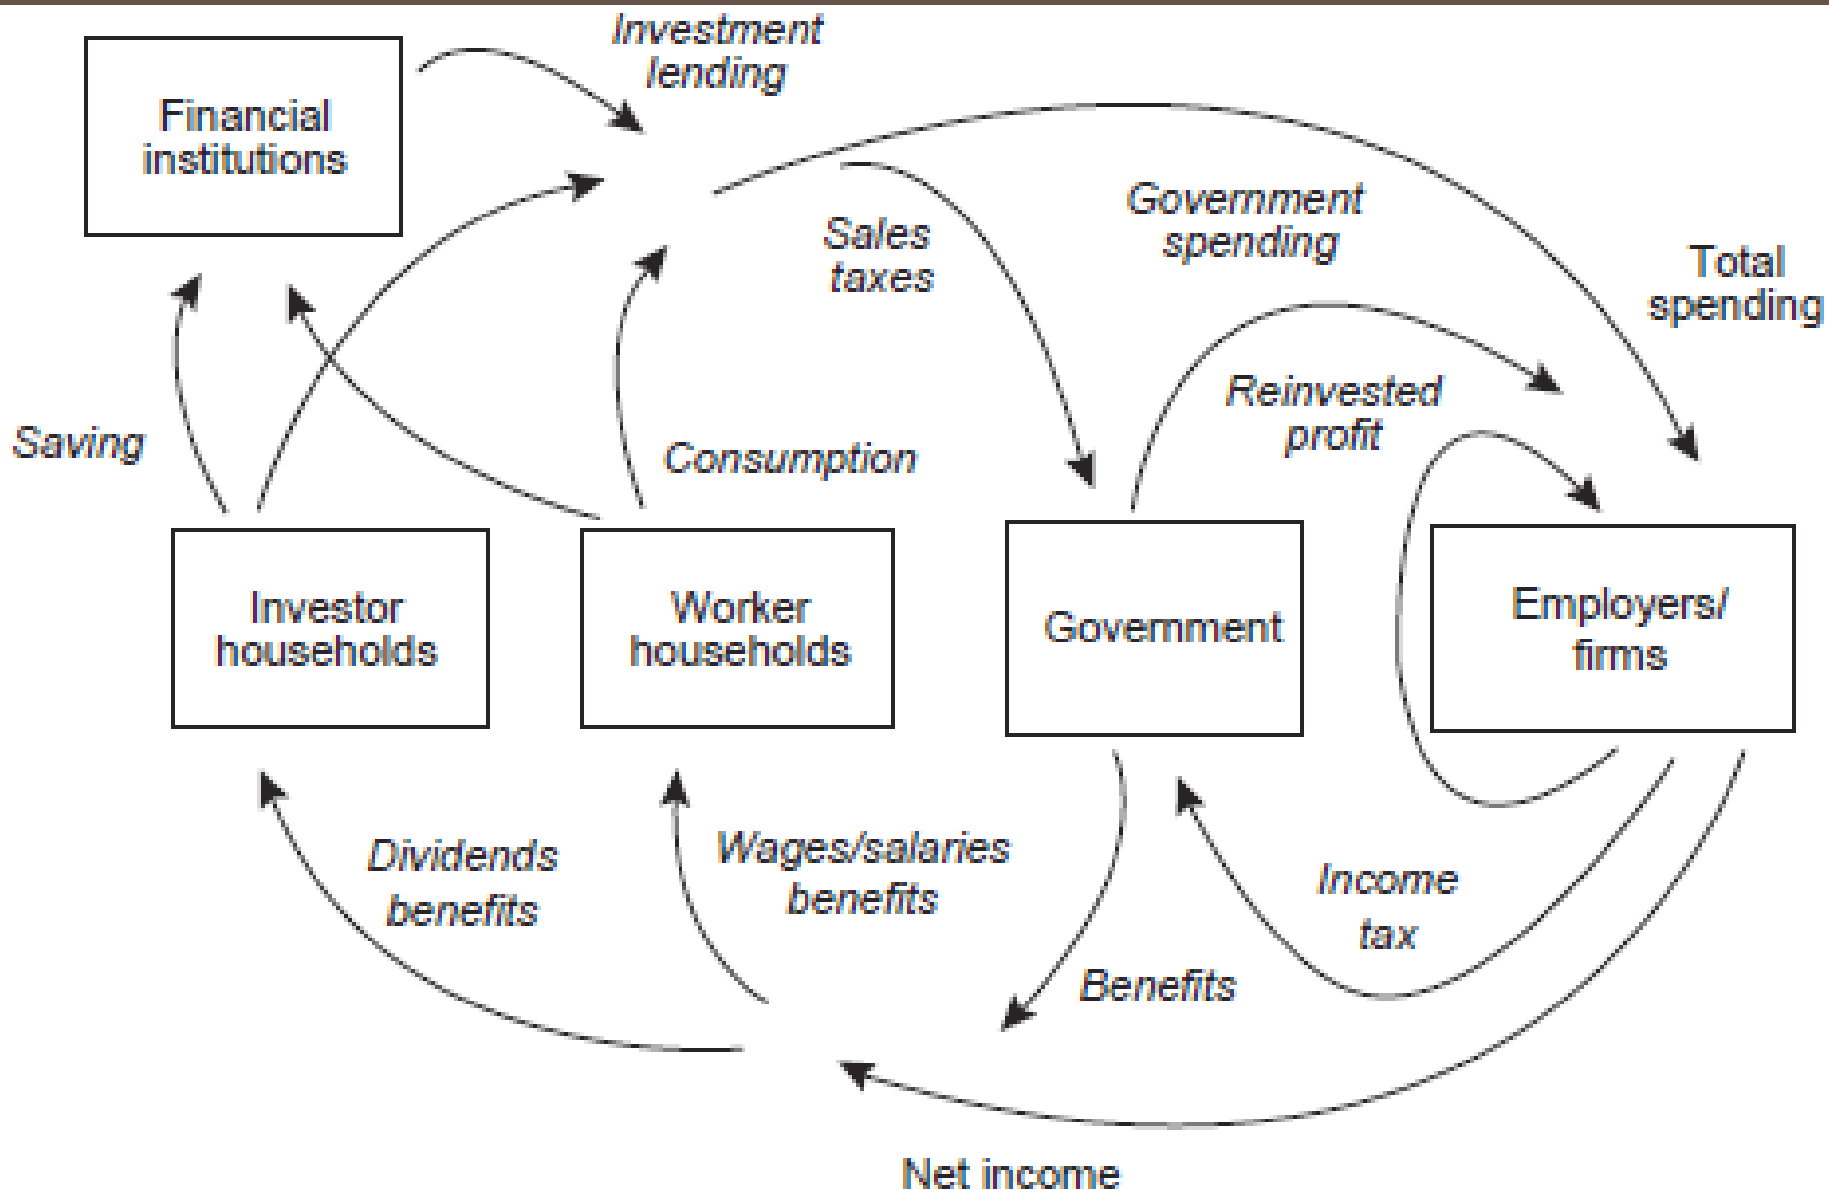 Investment
lending
Financial
institutions
Government
spending
Sales
taxes
Total
spending
Reinvested
profit
Saving
Consumption
Investor
households
Worker
households
Government
Employers/
firms
Dividends
benefits
Wages/salaries
benefits
Income
tax
Benefits
Net income